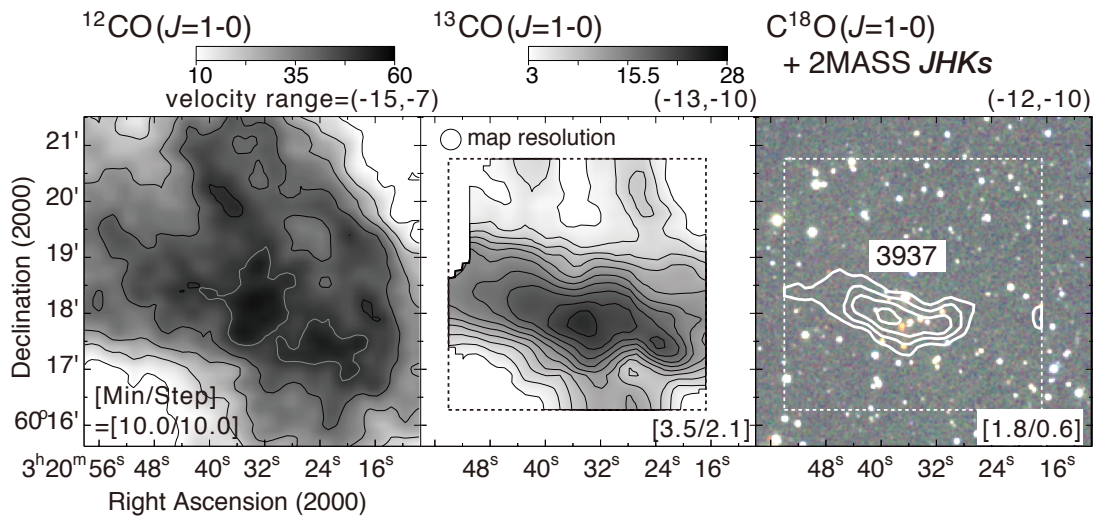 ¹²CO(J=1-0) ¹³CO(J=1-0) C¹⁸O(J=1-0)
+ 2MASS JHKs
10 35 60 3 15.5 28
velocity range=(-15,-7) (-13,-10) (-12,-10)
21' map resolution
20'
19'
3937
18'
17'
[Min/Step]
60°16' =[10.0/10.0] [3.5/2.1] [1.8/0.6]
3ʰ20ᵐ56ˢ 48ˢ 40ˢ 32ˢ 24ˢ 16ˢ 48ˢ 40ˢ 32ˢ 24ˢ 16ˢ 48ˢ 40ˢ 32ˢ 24ˢ 16ˢ
Right Ascension (2000)
Declination (2000)